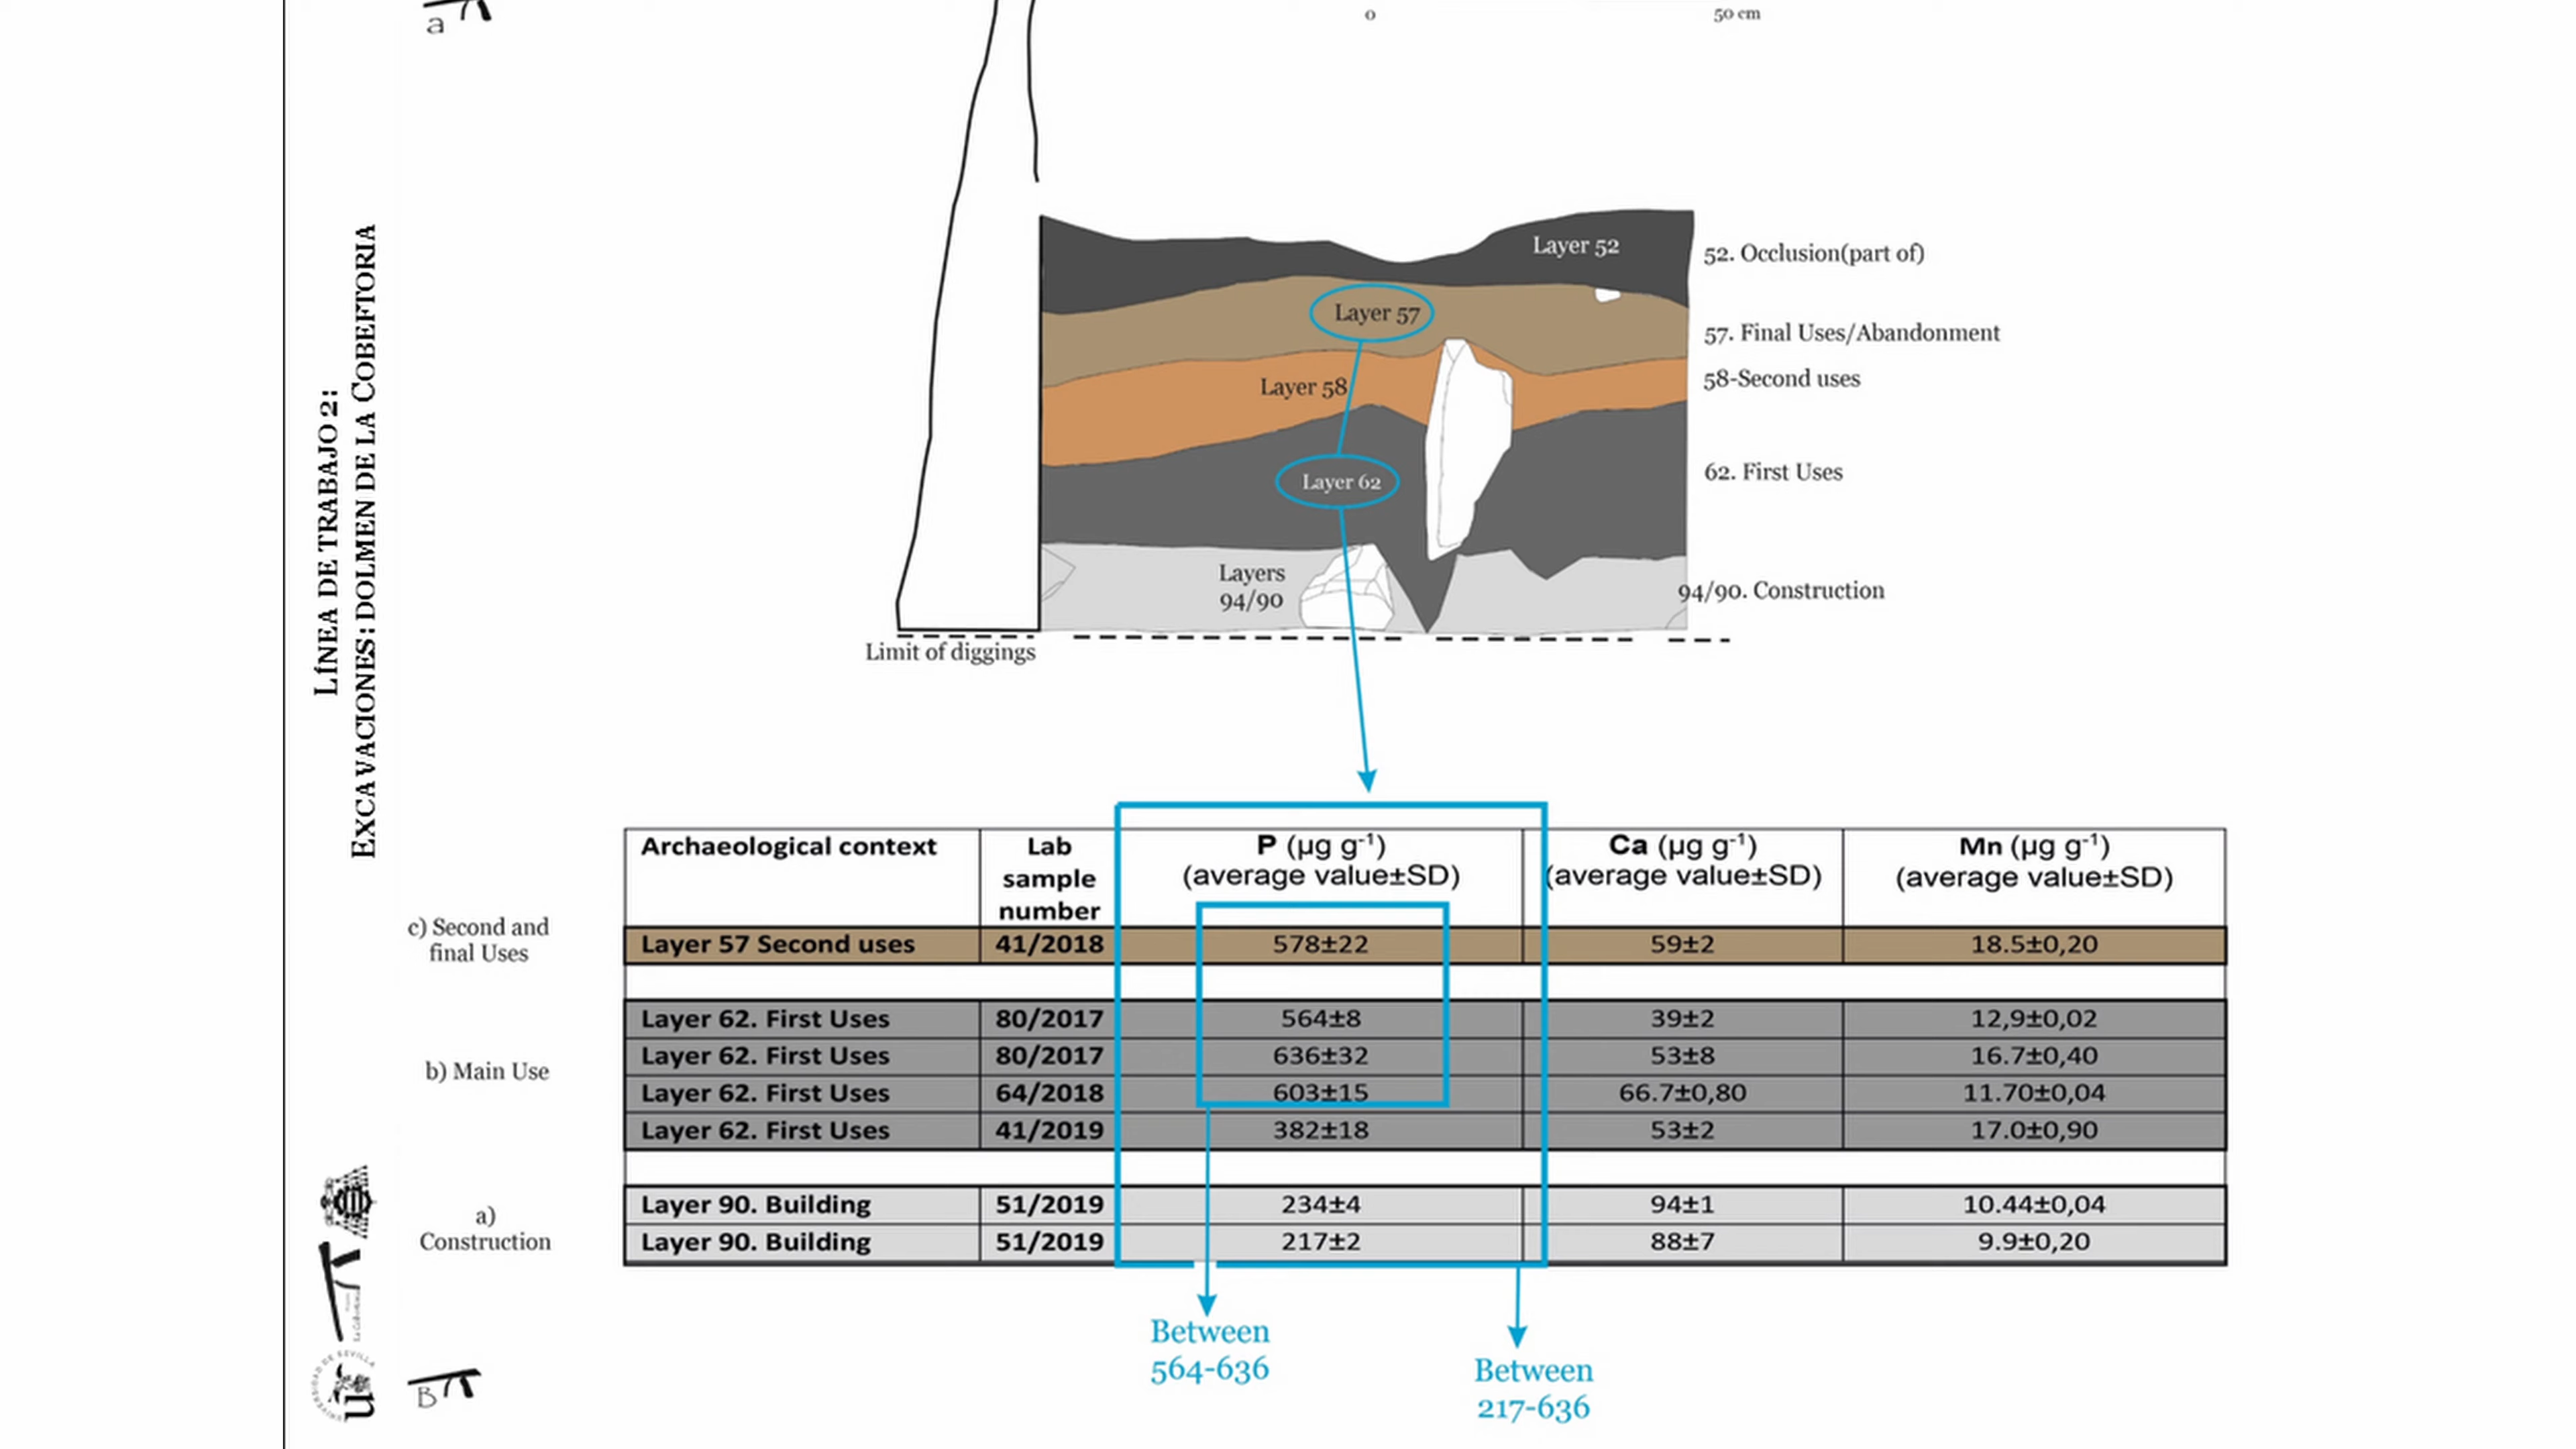 a
0
50 cm
LÍNEA DE TRABAJO 2:
EXCAVACIONES: DOLMEN DE LA COBERTORIA
Layer 52
52. Occlusion(part of)
Layer 57
57. Final Uses/Abandonment
Layer 58
58-Second uses
Layer 62
62. First Uses
Layers
94/90
94/90. Construction
Limit of diggings
Archaeological context
Lab
sample
number
P (µg g-1)
(average value±SD)
Ca (µg g-1)
(average value±SD)
Mn (µg g-1)
(average value±SD)
c) Second and
final Uses
Layer 57 Second uses 41/2018 578±22 59±2 18.5±0,20
b) Main Use
Layer 62. First Uses 80/2017 564±8 39±2 12,9±0,02
Layer 62. First Uses 80/2017 636±32 53±8 16.7±0,40
Layer 62. First Uses 64/2018 603±15 66.7±0,80 11.70±0,04
Layer 62. First Uses 41/2019 382±18 53±2 17.0±0,90
a)
Construction
Layer 90. Building 51/2019 234±4 94±1 10.44±0,04
Layer 90. Building 51/2019 217±2 88±7 9.9±0,20
Between
564-636
Between
217-636
UNIVERSIDAD DE SEVILLA
B